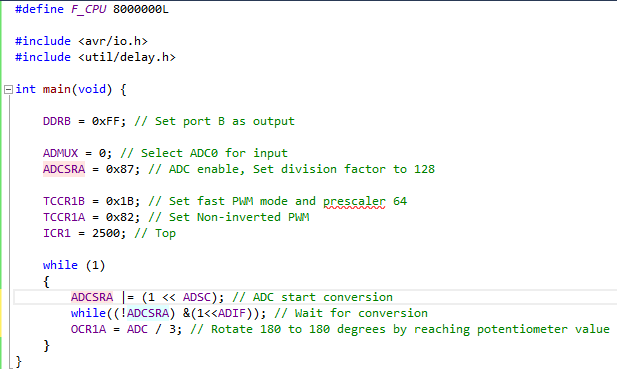 #define F_CPU 8000000L
#include <avr/io.h>
#include <util/delay.h>
int main(void) {
DDRB = 0xFF; // Set port B as output
ADMUX = 0; // Select ADC0 for input
ADCSRA = 0x87; // ADC enable, Set division factor to 128
TCCR1B = 0x1B; // Set fast PWM mode and prescaler 64
TCCR1A = 0x82; // Set Non-inverted PWM
ICR1 = 2500; // Top
while (1)
{
ADCSRA |= (1 << ADSC); // ADC start conversion
while((!ADCSRA) &(1<<ADIF)); // Wait for conversion
OCR1A = ADC / 3; // Rotate 180 to 180 degrees by reaching potentiometer value
}
}